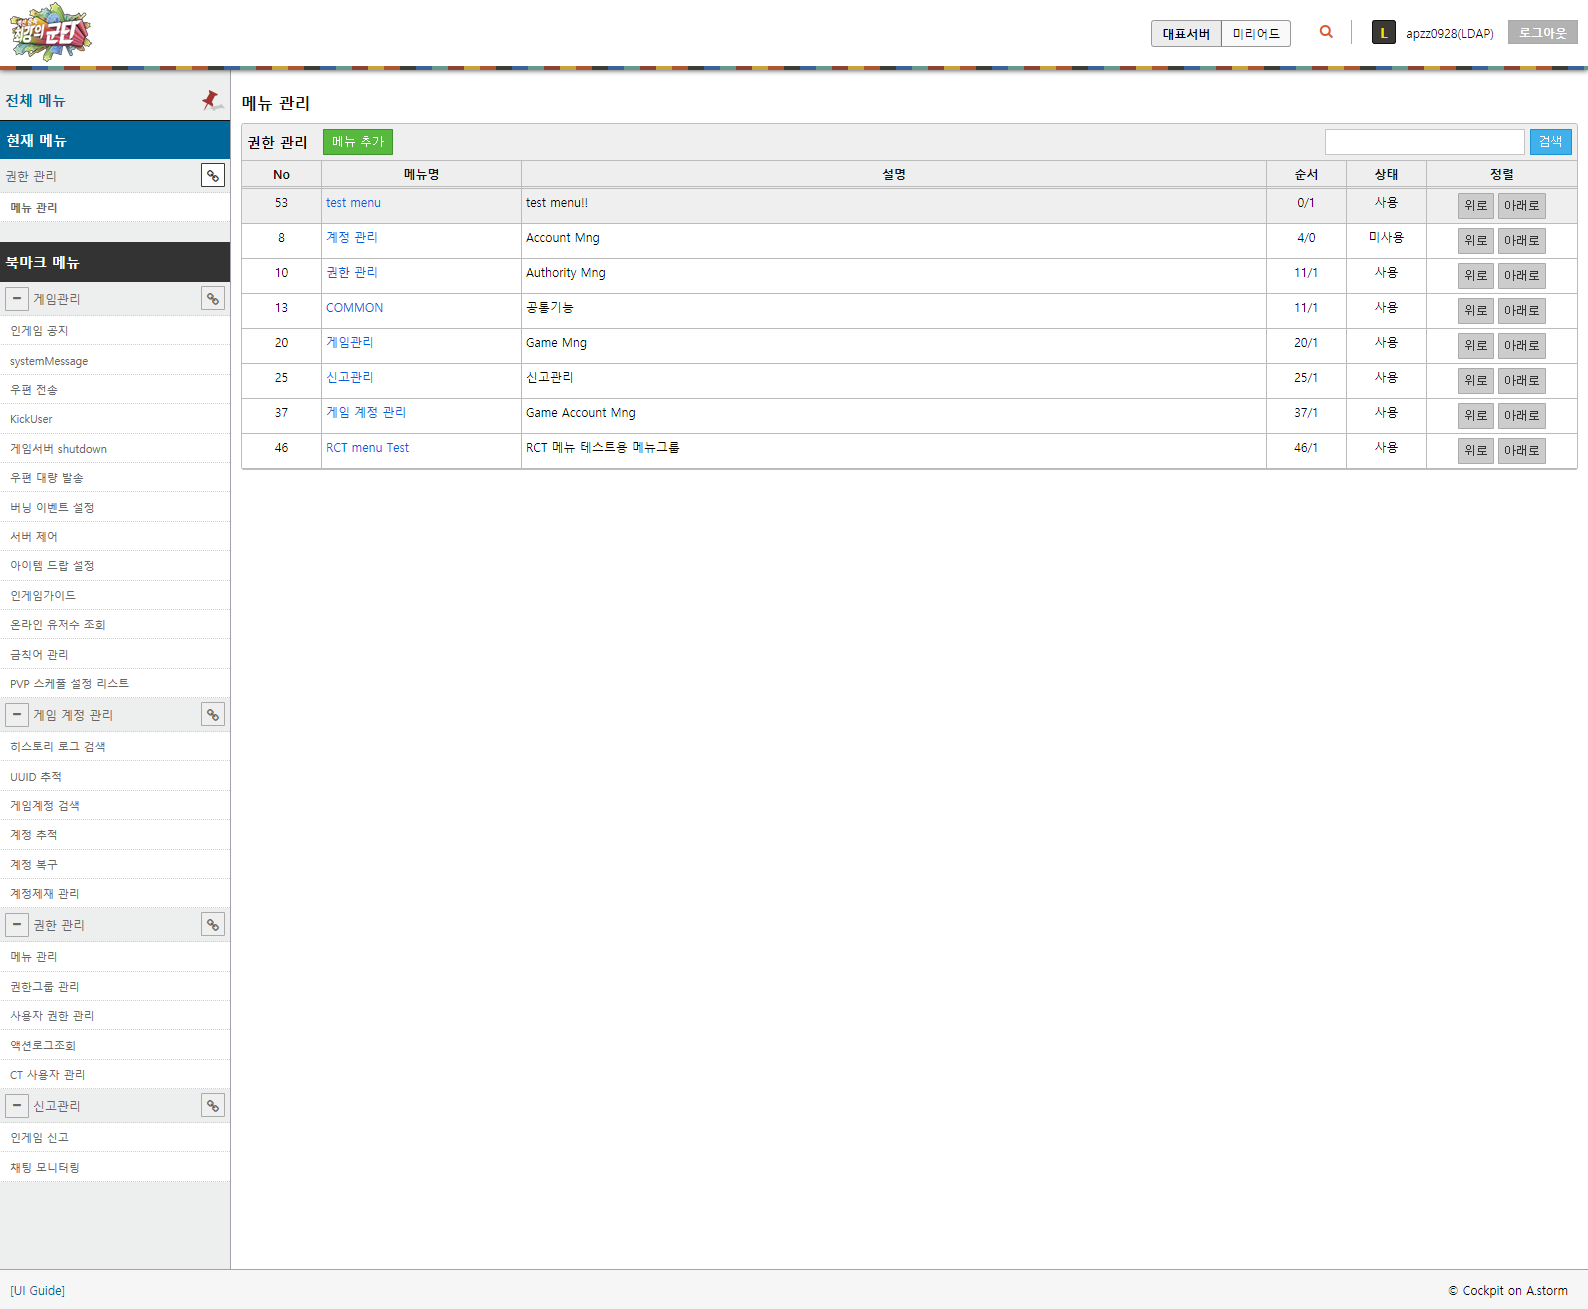 최강의 군단
대표서버 미리어드 L apzz0928(LDAP) 로그아웃
전체 메뉴
현재 메뉴
권한 관리
메뉴 관리
북마크 메뉴
게임관리
인게임 공지
systemMessage
우편 전송
KickUser
게임서버 shutdown
우편 대량 발송
버닝 이벤트 설정
서버 제어
아이템 드랍 설정
인게임가이드
온라인 유저수 조회
금칙어 관리
PVP 스케쥴 설정 리스트
게임 계정 관리
히스토리 로그 검색
UUID 추적
게임계정 검색
계정 추적
계정 복구
계정제재 관리
권한 관리
메뉴 관리
권한그룹 관리
사용자 권한 관리
액션로그조회
CT 사용자 관리
신고관리
인게임 신고
채팅 모니터링
메뉴 관리
권한 관리 메뉴 추가 검색
No 메뉴명 설명 순서 상태 정렬
53 test menu test menu!! 0/1 사용 위로 아래로
8 계정 관리 Account Mng 4/0 미사용 위로 아래로
10 권한 관리 Authority Mng 11/1 사용 위로 아래로
13 COMMON 공통기능 11/1 사용 위로 아래로
20 게임관리 Game Mng 20/1 사용 위로 아래로
25 신고관리 신고관리 25/1 사용 위로 아래로
37 게임 계정 관리 Game Account Mng 37/1 사용 위로 아래로
46 RCT menu Test RCT 메뉴 테스트용 메뉴그룹 46/1 사용 위로 아래로
[UI Guide] © Cockpit on A.storm